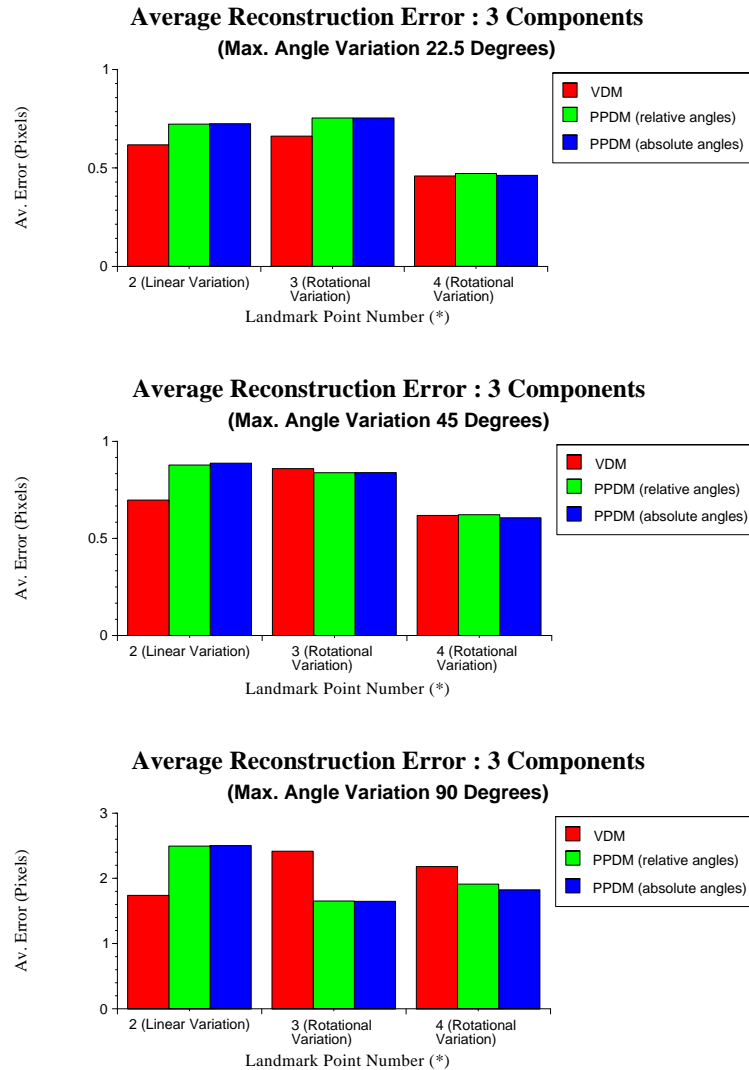 Average Reconstruction Error : 3 Components
(Max. Angle Variation 22.5 Degrees)
Av. Error (Pixels)
1
0.5
0
VDM
PPDM (relative angles)
PPDM (absolute angles)
2 (Linear Variation)
3 (Rotational
Variation)
4 (Rotational
Variation)
Landmark Point Number (*)
Average Reconstruction Error : 3 Components
(Max. Angle Variation 45 Degrees)
Av. Error (Pixels)
1
0.5
0
VDM
PPDM (relative angles)
PPDM (absolute angles)
2 (Linear Variation)
3 (Rotational
Variation)
4 (Rotational
Variation)
Landmark Point Number (*)
Average Reconstruction Error : 3 Components
(Max. Angle Variation 90 Degrees)
Av. Error (Pixels)
3
2
1
0
VDM
PPDM (relative angles)
PPDM (absolute angles)
2 (Linear Variation)
3 (Rotational
Variation)
4 (Rotational
Variation)
Landmark Point Number (*)